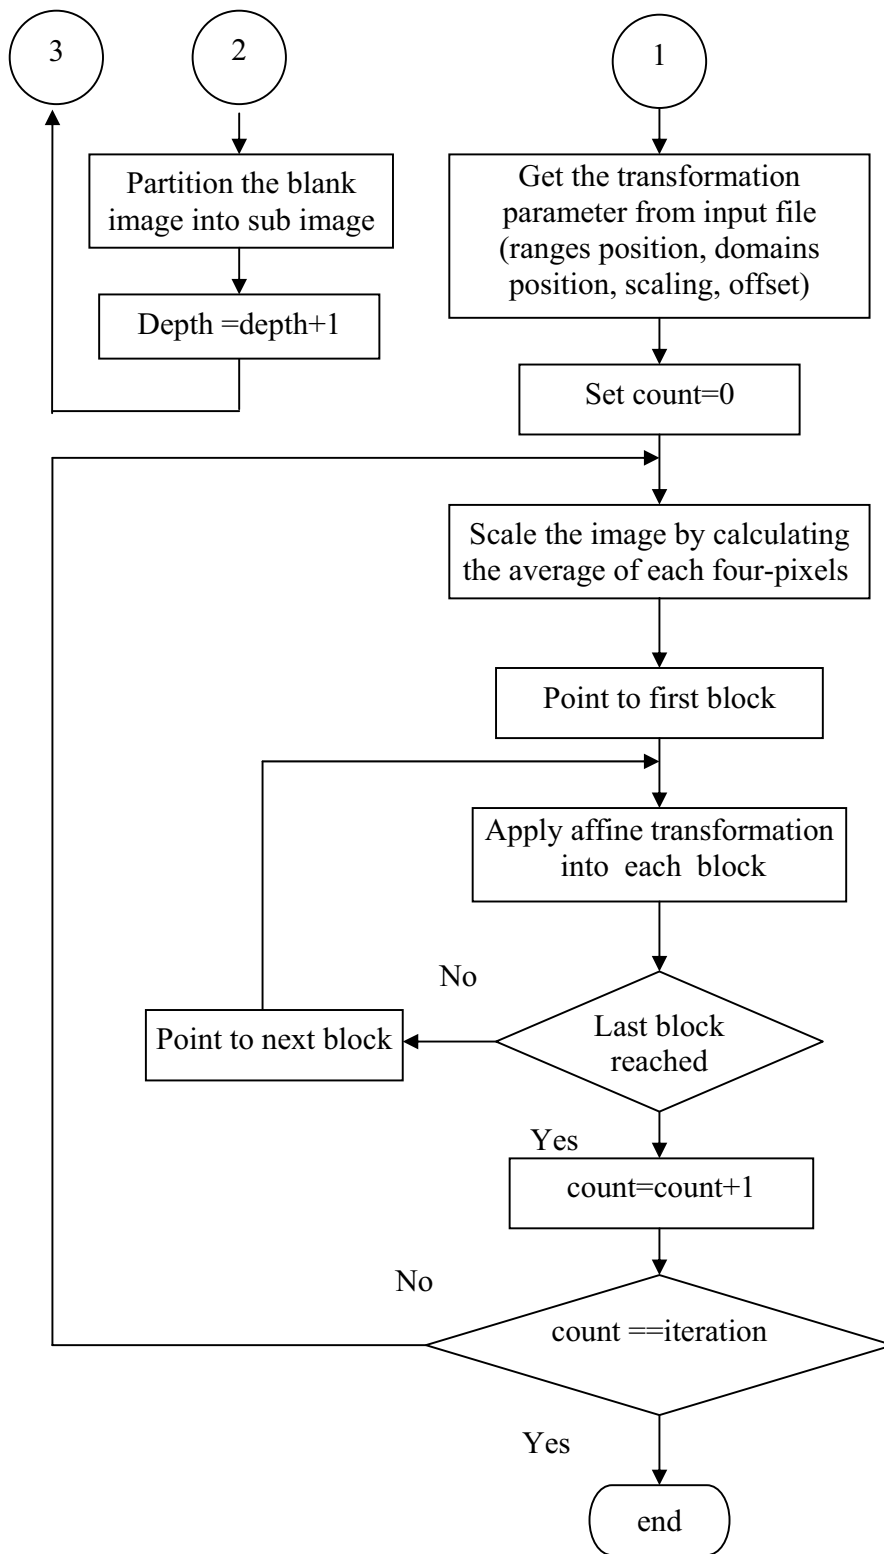 3
2
1
Partition the blank
image into sub image
Get the transformation
parameter from input file
(ranges position, domains
position, scaling, offset)
Depth =depth+1
Set count=0
Scale the image by calculating
the average of each four-pixels
Point to first block
Apply affine transformation
into each block
No
Last block
reached
Point to next block
Yes
count=count+1
No
count ==iteration
Yes
end